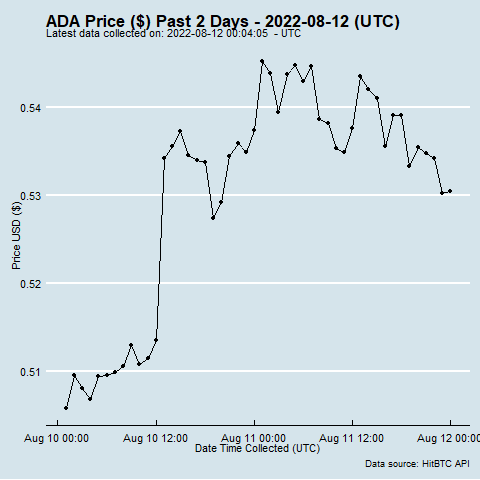 ADA Price ($) Past 2 Days - 2022-08-12 (UTC)
Latest data collected on: 2022-08-12 00:04:05 - UTC
0.54
0.53
0.52
0.51
Price USD ($)
Aug 10 00:00 Aug 10 12:00 Aug 11 00:00 Aug 11 12:00 Aug 12 00:00
Date Time Collected (UTC)
Data source: HitBTC API